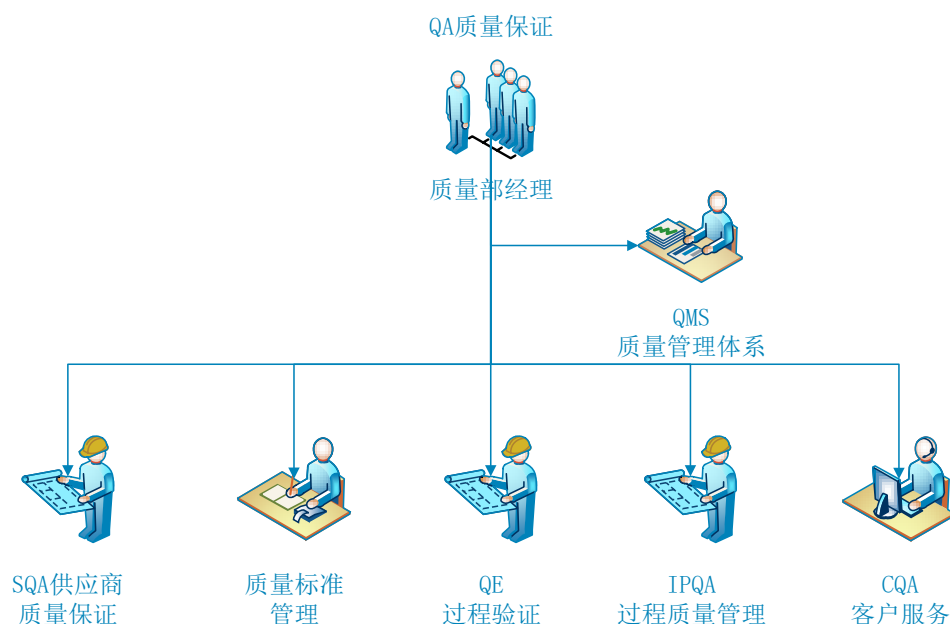 QA质量保证
质量部经理
QMS
质量管理体系
SQA供应商
质量保证
质量标准
管理
QE
过程验证
IPQA
过程质量管理
CQA
客户服务